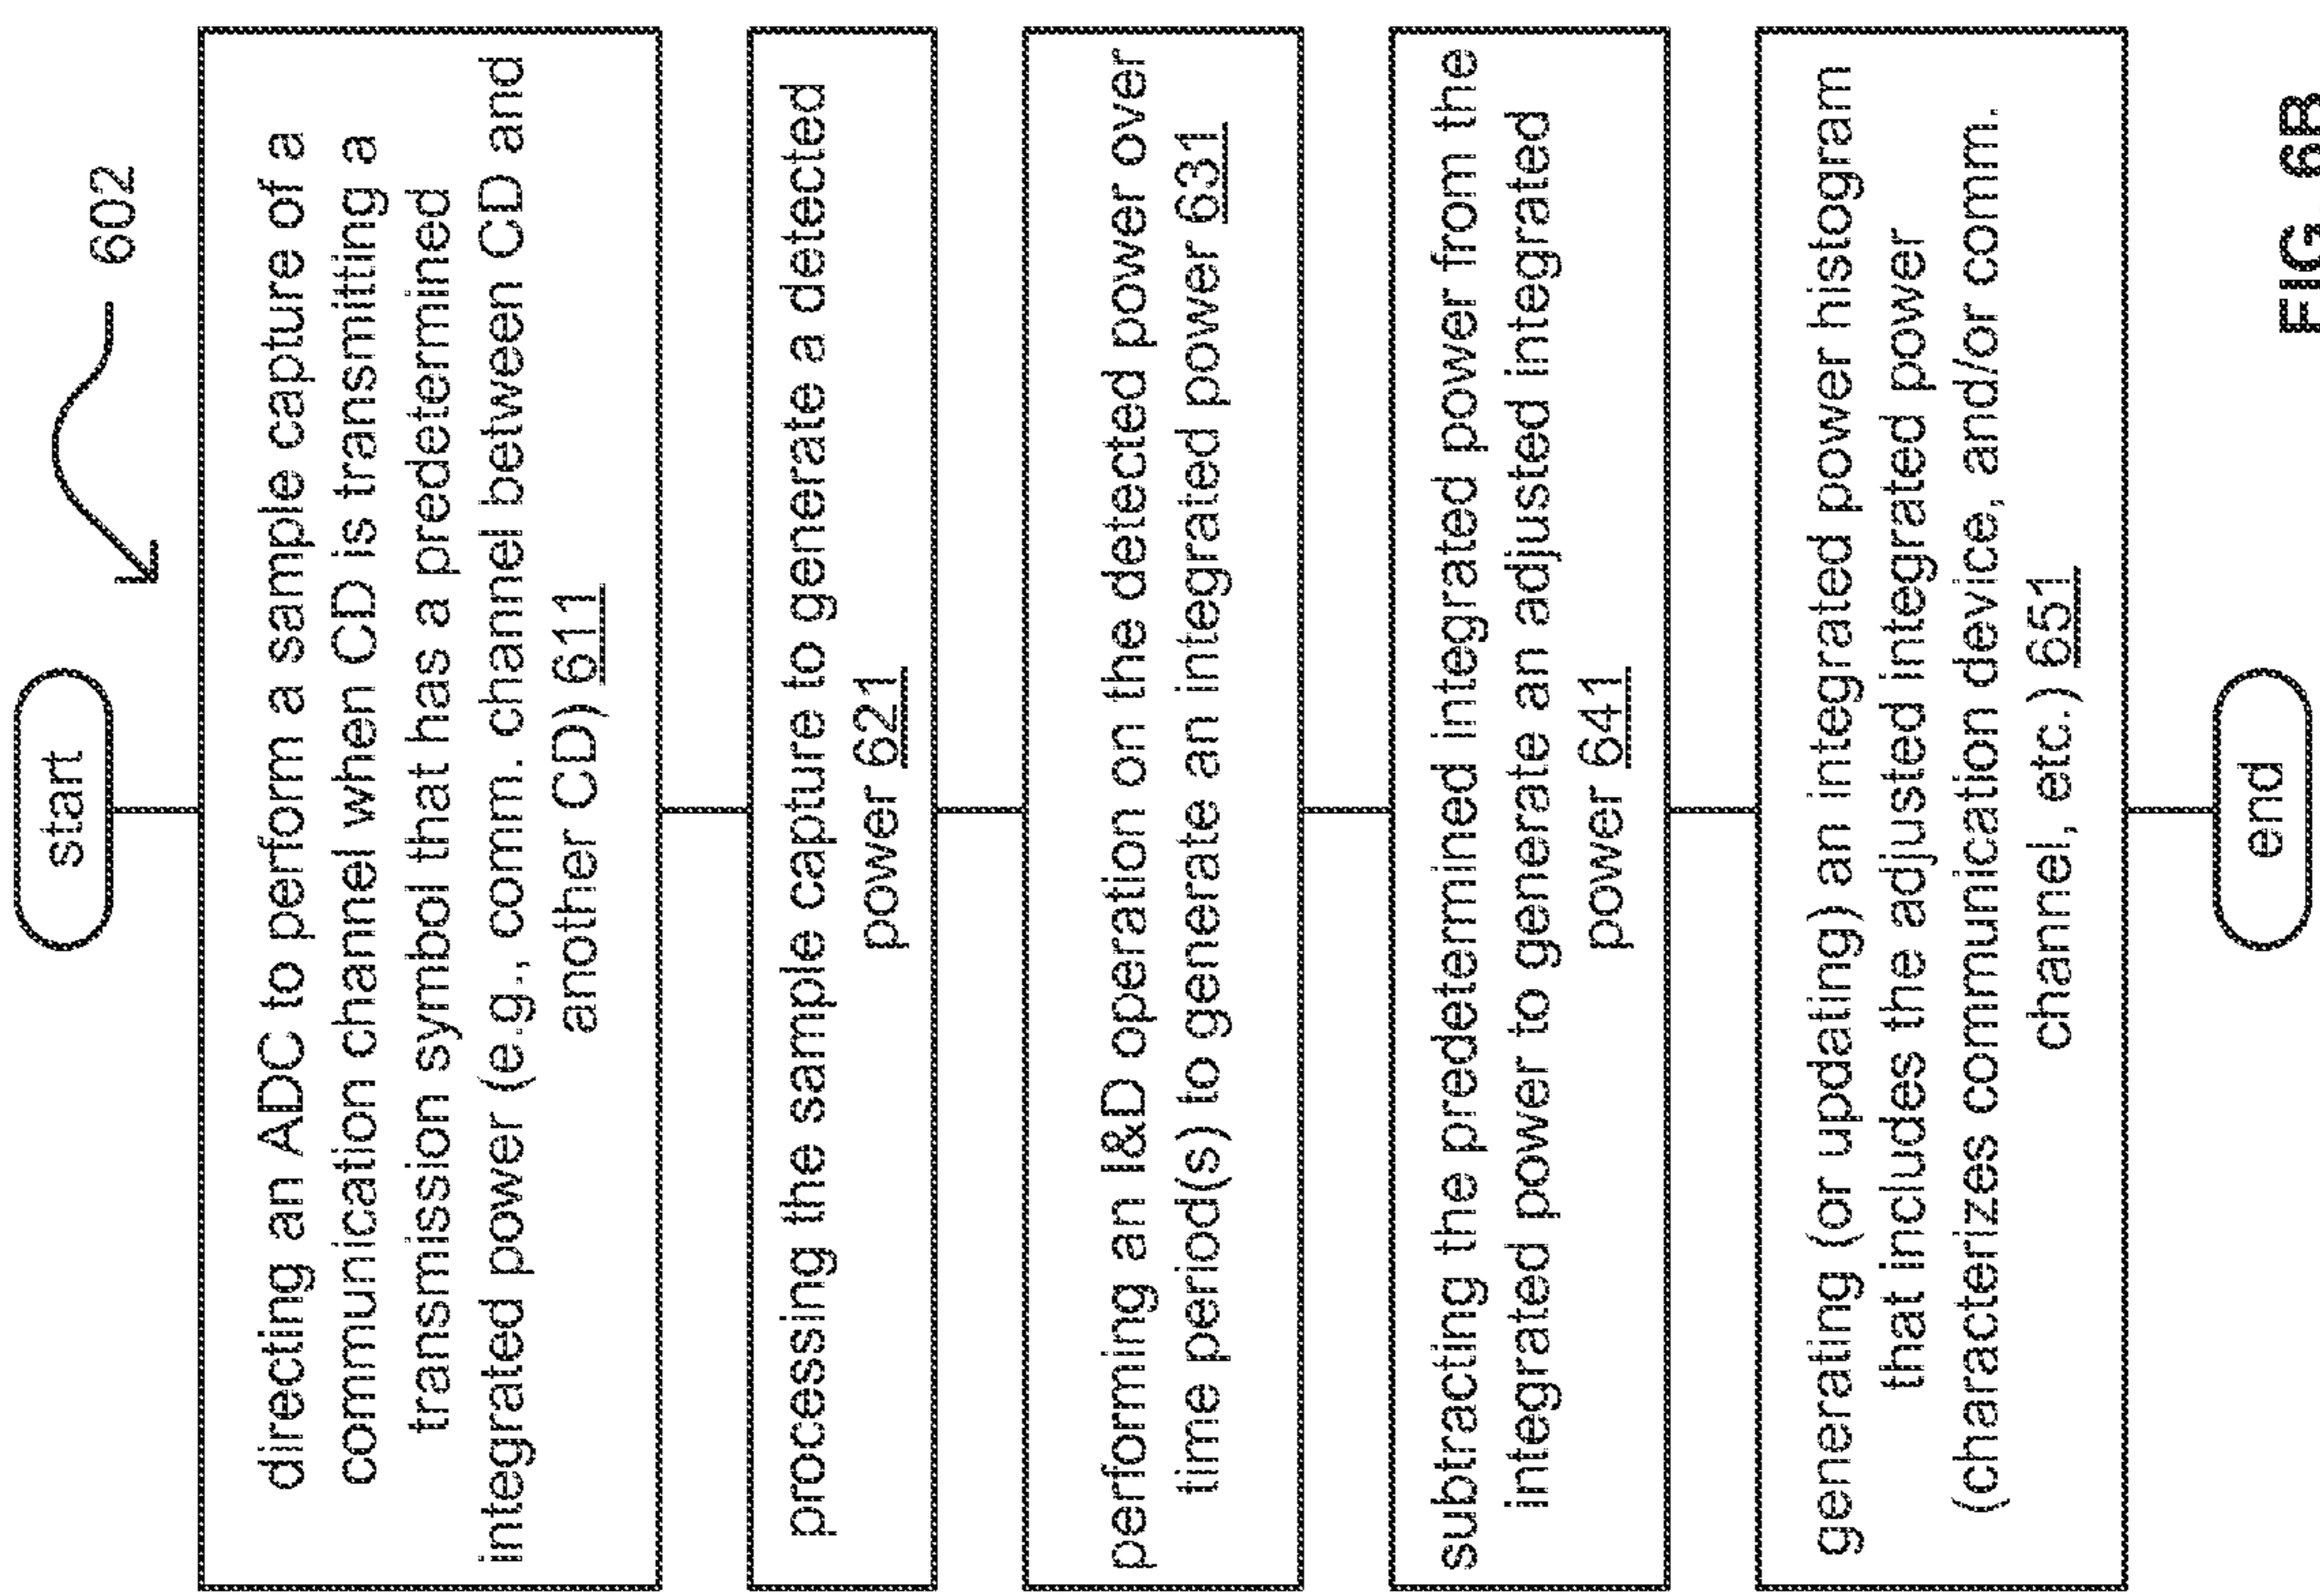 602
start
directing an ADC to perform a sample capture of a
communication channel when CD is transmitting a
transmission symbol that has a predetermined
integrated power (e.g., comm. channel between CD and
another CD)) 611
processing the sample capture to generate a detected
power 621
performing an I&D operation on the detected power over
time period(s) to generate an integrated power 631
subtracting the predetermined integrated power from the
integrated power to generate an adjusted integrated
power 641
generating (or updating) an integrated power histogram
that includes the adjusted integrated power
(characterizes communication device, and/or comm.
channel, etc.) 651
end
FIG. 6B